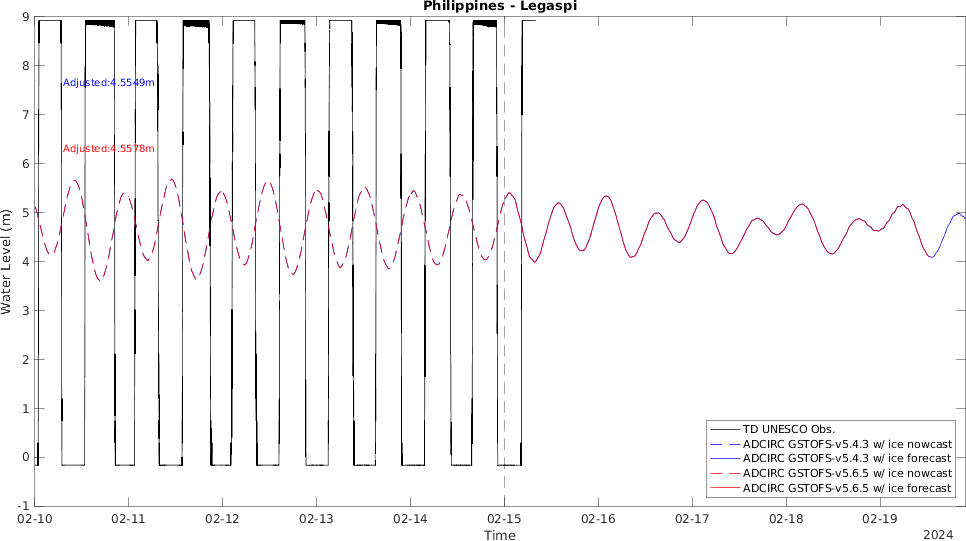 Philippines - Legaspi
9
8
7
6
5
4
3
2
1
0
-1
Water Level (m)
Adjusted:4.5549m
Adjusted:4.5578m
TD UNESCO Obs.
ADCIRC GSTOFS-v5.4.3 w/ ice nowcast
ADCIRC GSTOFS-v5.4.3 w/ ice forecast
ADCIRC GSTOFS-v5.6.5 w/ ice nowcast
ADCIRC GSTOFS-v5.6.5 w/ ice forecast
02-10 02-11 02-12 02-13 02-14 02-15 02-16 02-17 02-18 02-19
Time
2024